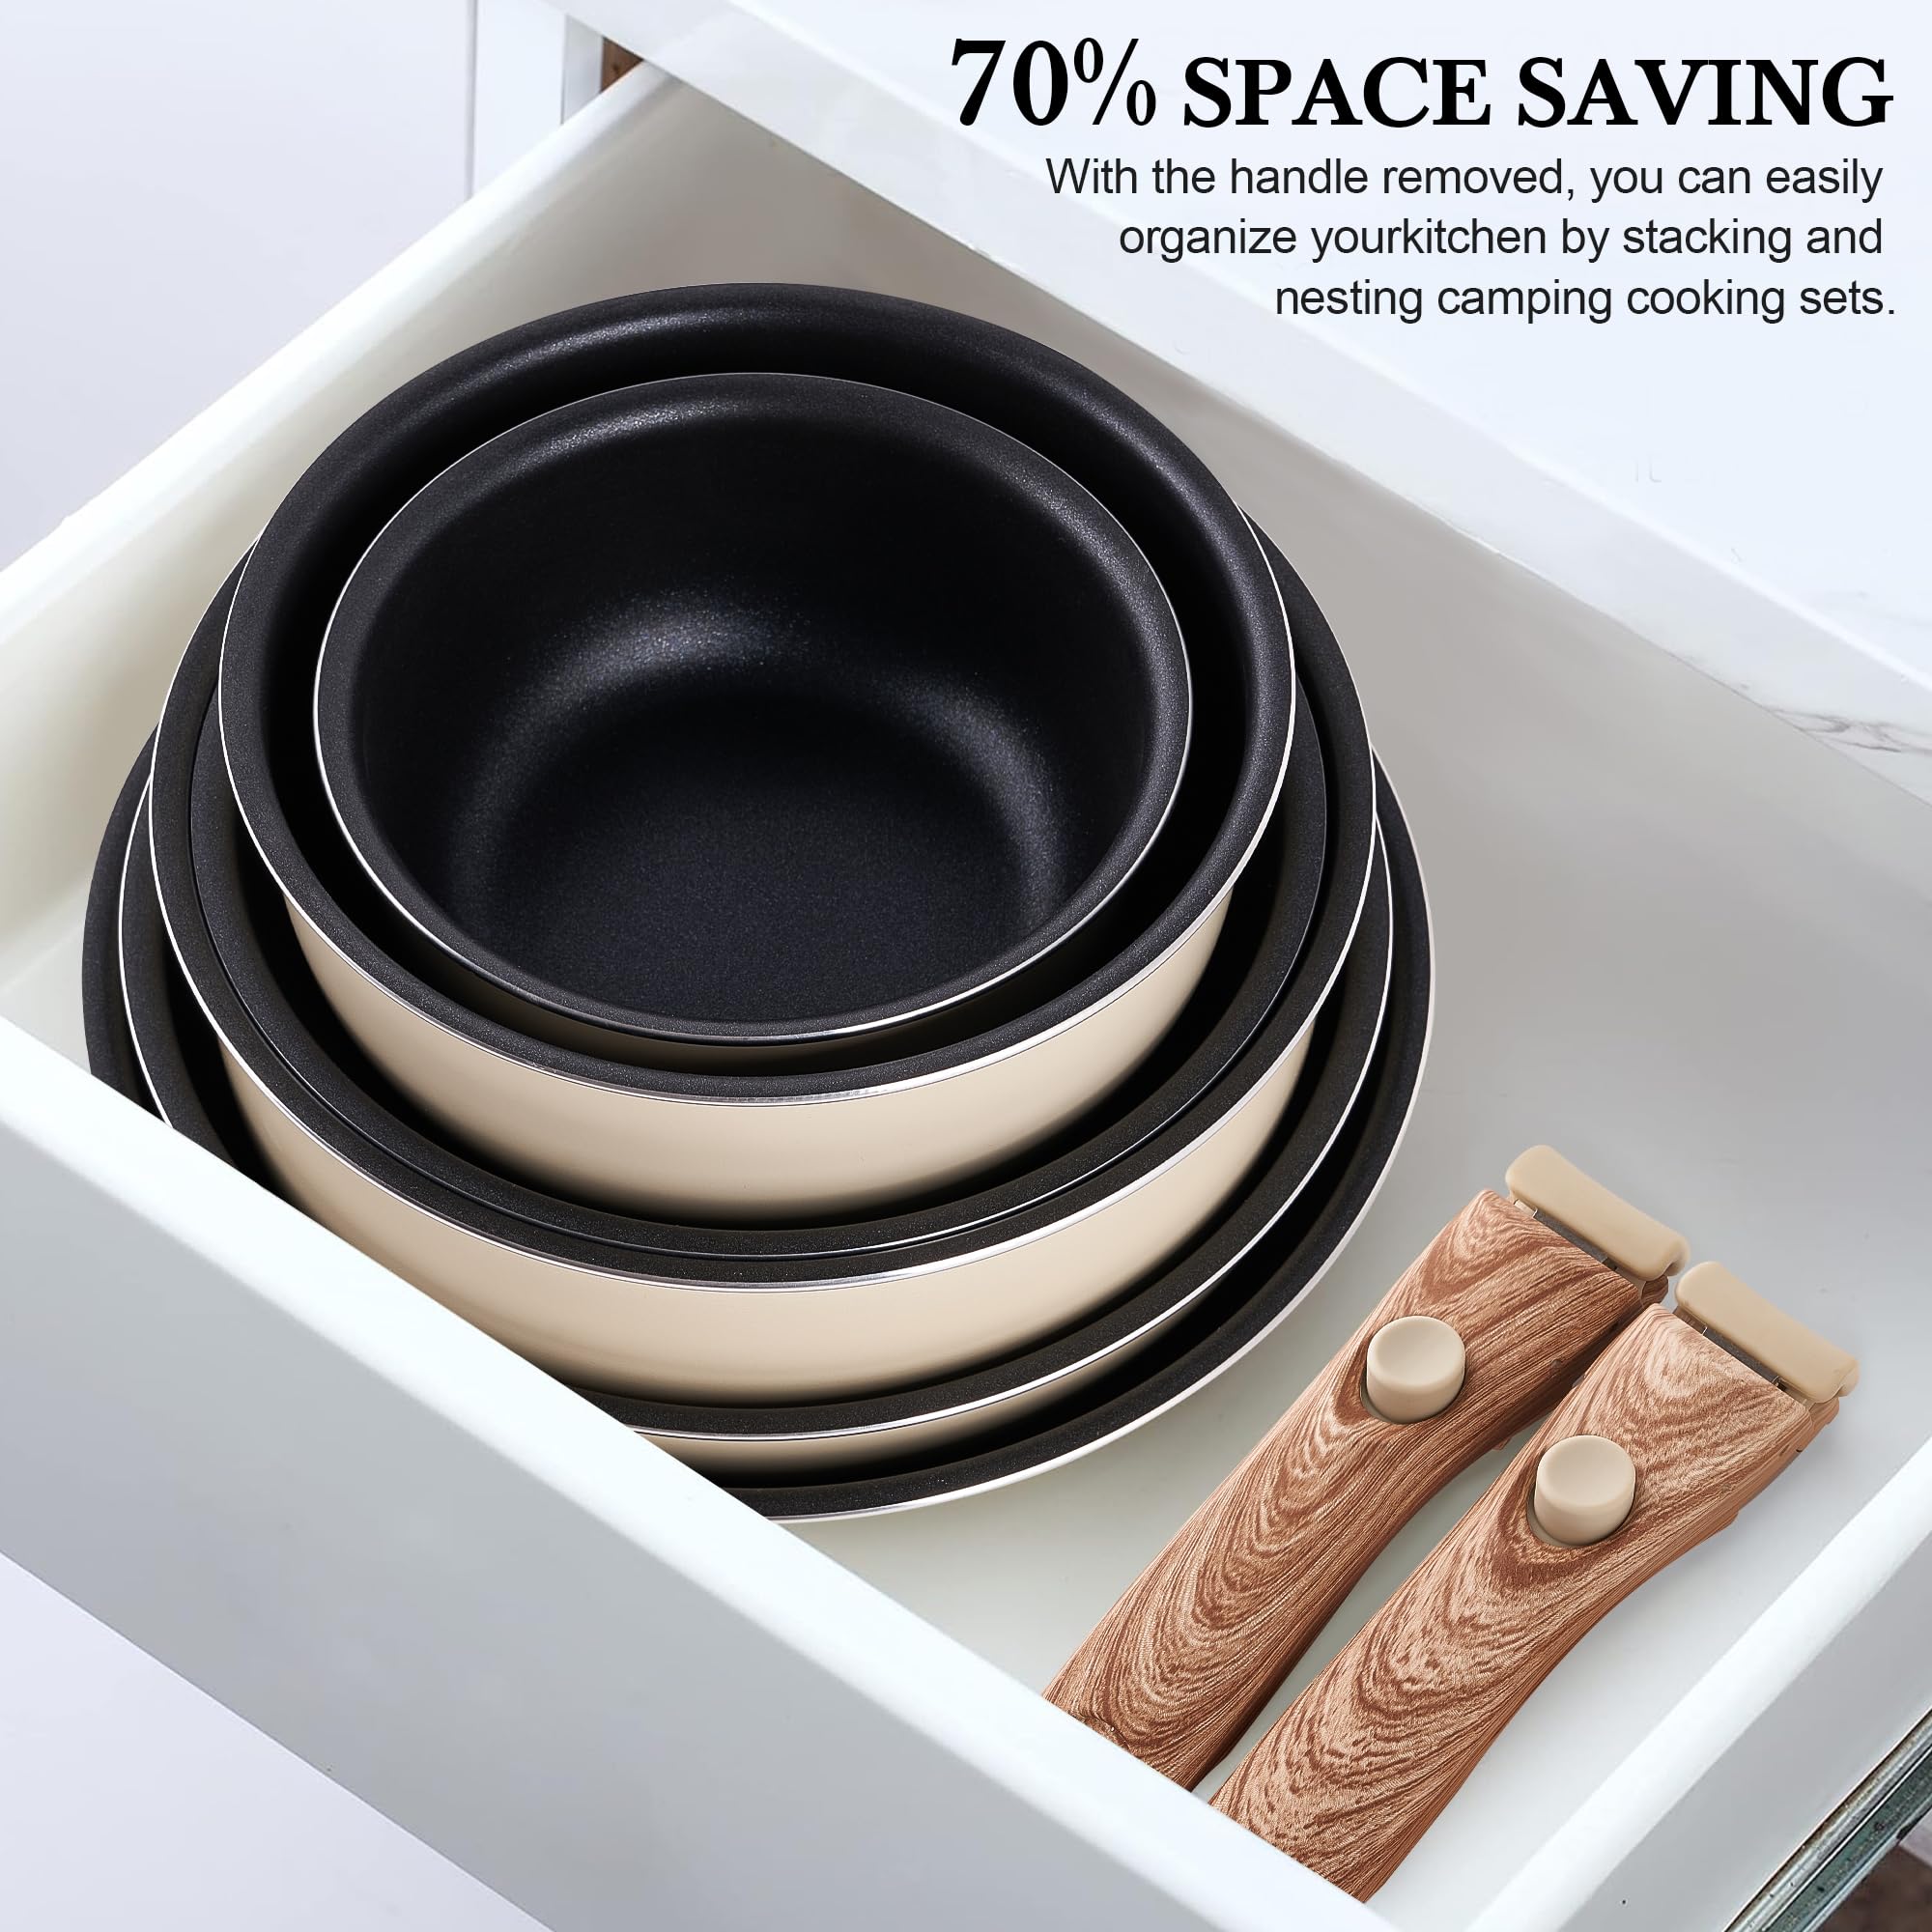 70% SPACE SAVING
With the handle removed, you can easily
organize yourkitchen by stacking and
nesting camping cooking sets.